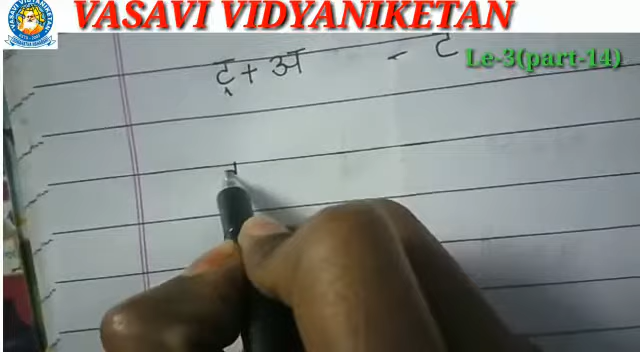 VASAVI VIDYANIKETAN
Le-3(part-14)
ट् + अ - ट